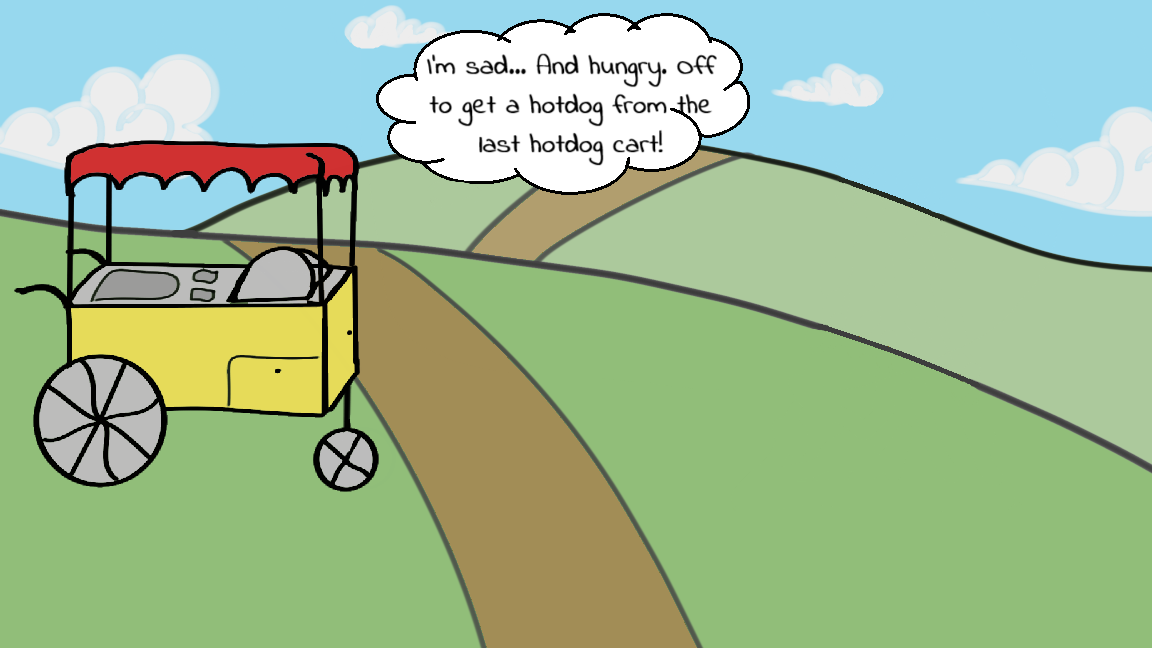 I'm sad... And hungry. Off
to get a hotdog from the
last hotdog cart!